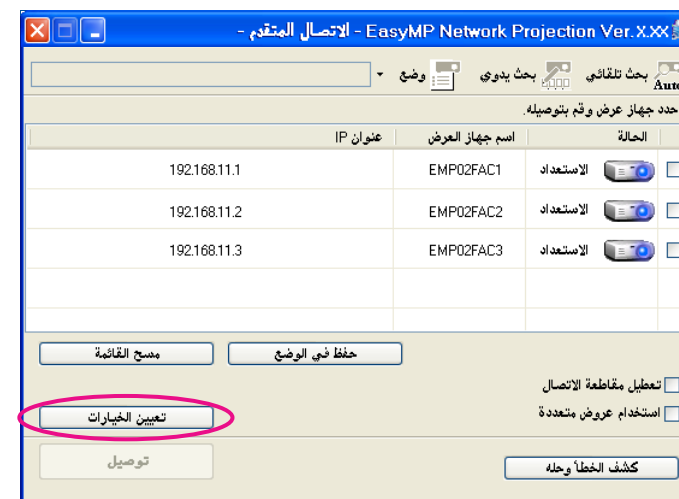 EasyMP Network Projection Ver.X.XX - الاتصال المتقدم -
بحث تلقائي بحث يدوي وضع
حدد جهاز عرض وقم بتوصيله.
الحالة اسم جهاز العرض عنوان IP
الاستعداد EMP02FAC1 192.168.11.1
الاستعداد EMP02FAC2 192.168.11.2
الاستعداد EMP02FAC3 192.168.11.3
حفظ في الوضع مسح القائمة
تعطيل مقاطعة الاتصال
استخدام عروض متعددة تعيين الخيارات
كشف الخطأ وحله توصيل